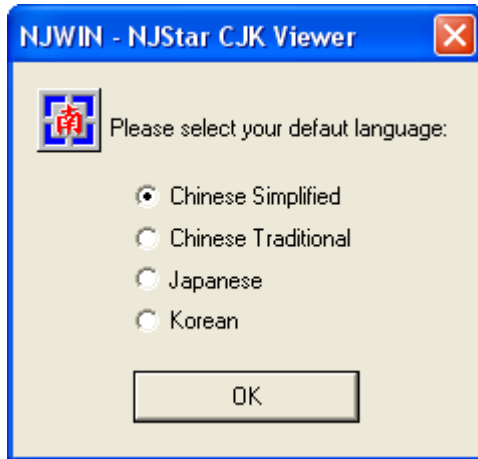 NJWIN - NJStar CJK Viewer
南
Please select your defaut language:
Chinese Simplified
Chinese Traditional
Japanese
Korean
OK